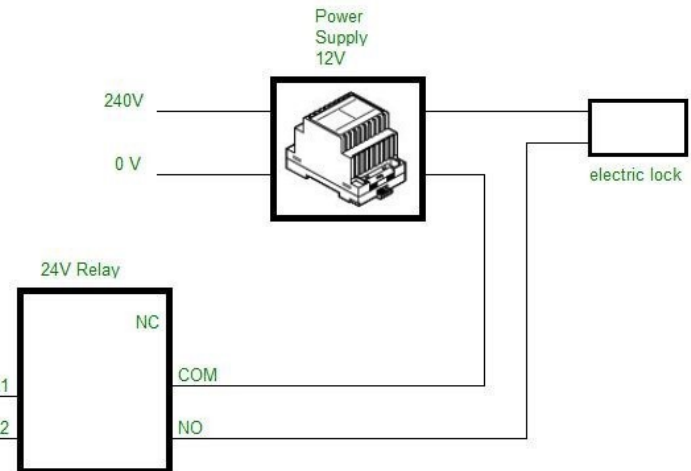 Power
Supply
12V
240V
0 V
electric lock
24V Relay
NC
COM
1
NO
2